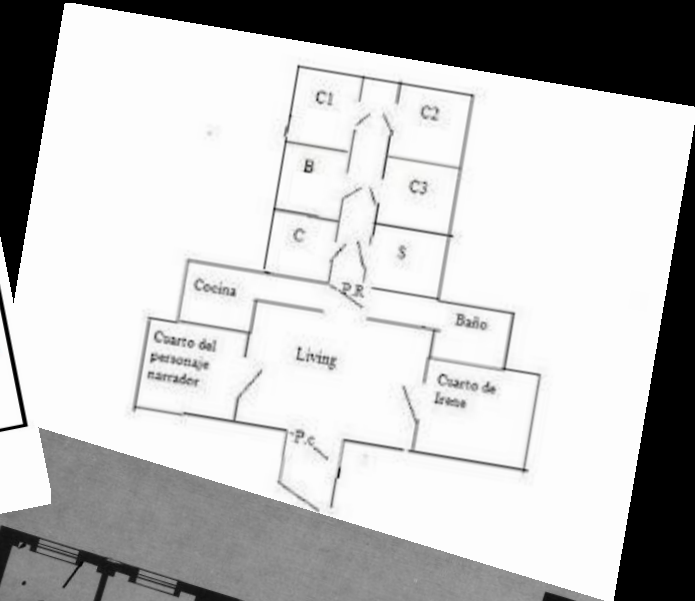 C1
C2
B
C3
C
S
P.R
Cocina
Baño
Cuarto del
personaje
narrador
Living
Cuarto de
Irene
P.c